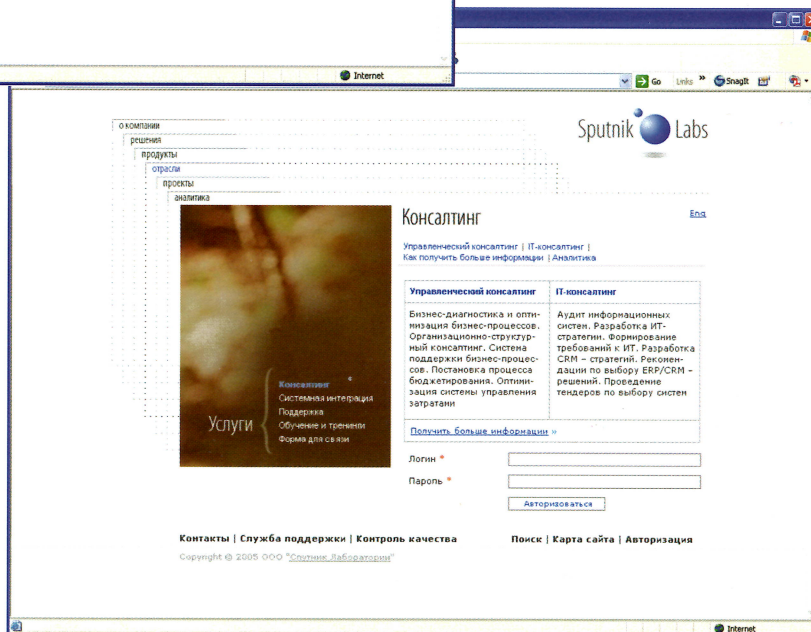 Internet
Go Links » SnagIt
Sputnik Labs
о компании
решения
продукты
отрасли
проекты
аналитика
Консалтинг
Eng
Управленческий консалтинг | IT-консалтинг |
Как получить больше информации | Аналитика
Управленческий консалтинг
Бизнес-диагностика и опти-
мизация бизнес-процессов.
Организационно-структур-
ный консалтинг. Система
поддержки бизнес-процес-
сов. Постановка процесса
бюджетирования. Оптими-
зация системы управления
затратами
IT-консалтинг
Аудит информационных
систем. Разработка ИТ-
стратегии. Формирование
требований к ИТ. Разработка
CRM – стратегий. Рекомен-
дации по выбору ERP/CRM –
решений. Проведение
тендеров по выбору систем
Получить больше информации »
Услуги
Консалтинг
Системная интеграция
Поддержка
Обучение и тренинги
Форма для связи
Логин *
Пароль *
Авторизоваться
Контакты | Служба поддержки | Контроль качества
Поиск | Карта сайта | Авторизация
Copyright © 2005 ООО "Спутник Лаборатории"
Internet